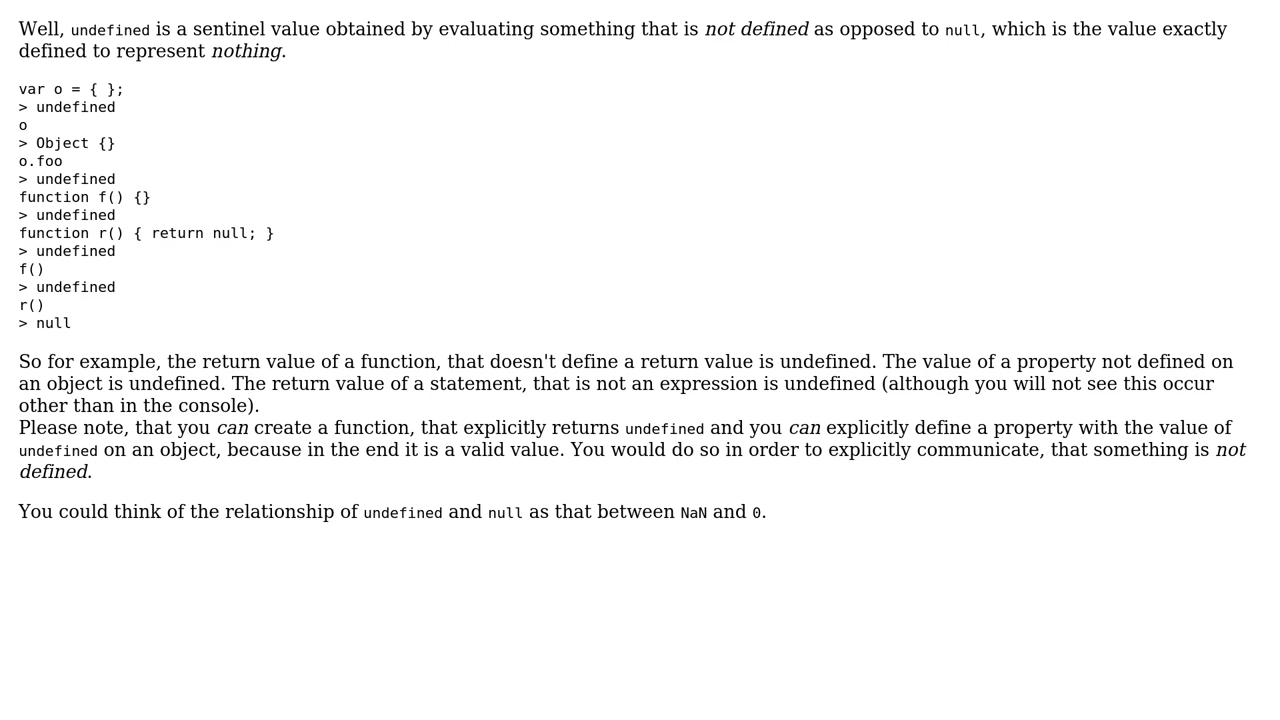 Well, undefined is a sentinel value obtained by evaluating something that is not defined as opposed to null, which is the value exactly
defined to represent nothing.
var o = { };
> undefined
o
> Object {}
o.foo
> undefined
function f() {}
> undefined
function r() { return null; }
> undefined
f()
> undefined
r()
> null
So for example, the return value of a function, that doesn't define a return value is undefined. The value of a property not defined on
an object is undefined. The return value of a statement, that is not an expression is undefined (although you will not see this occur
other than in the console).
Please note, that you can create a function, that explicitly returns undefined and you can explicitly define a property with the value of
undefined on an object, because in the end it is a valid value. You would do so in order to explicitly communicate, that something is not
defined.
You could think of the relationship of undefined and null as that between NaN and 0.